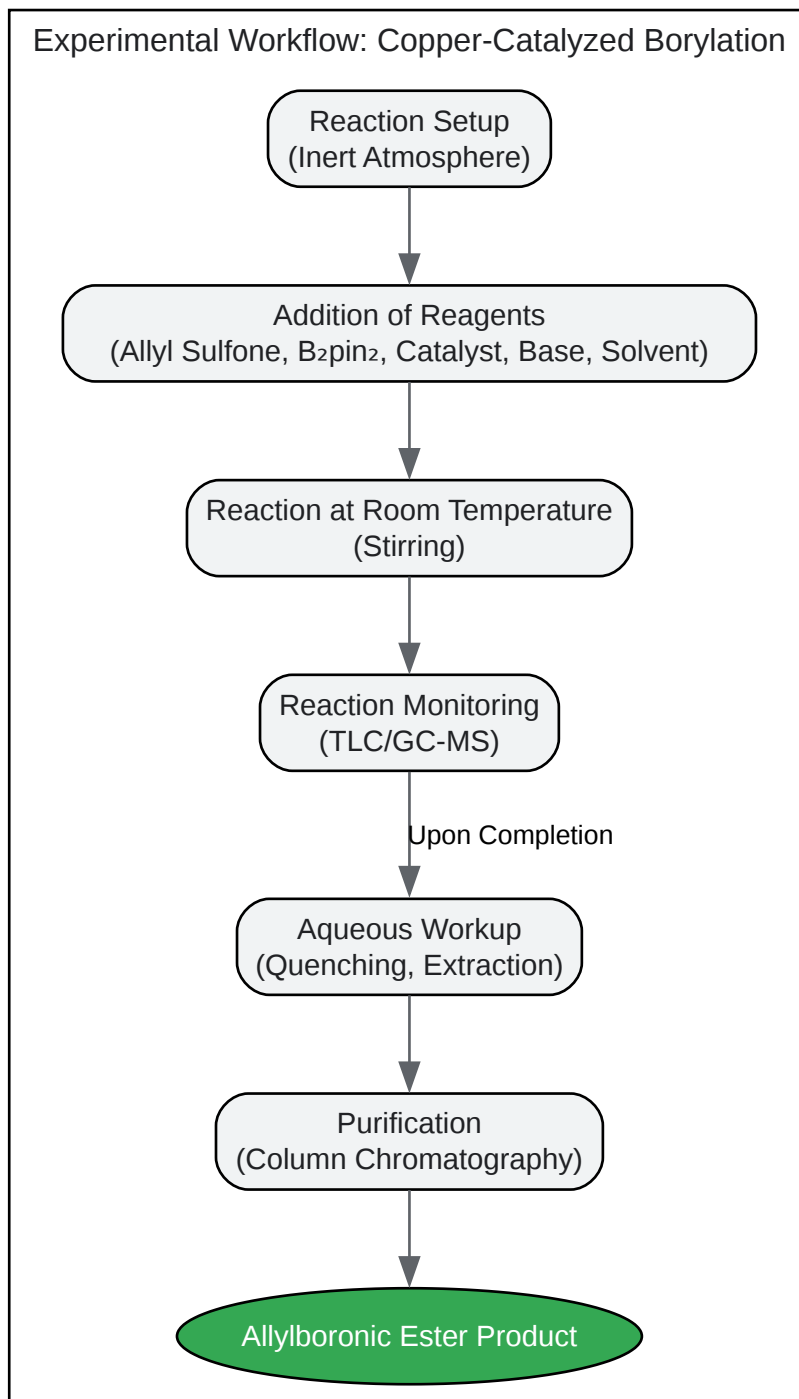 Experimental Workflow: Copper-Catalyzed Borylation
Reaction Setup
(Inert Atmosphere)
Addition of Reagents
(Allyl Sulfone, B₂pin₂, Catalyst, Base, Solvent)
Reaction at Room Temperature
(Stirring)
Reaction Monitoring
(TLC/GC-MS)
Upon Completion
Aqueous Workup
(Quenching, Extraction)
Purification
(Column Chromatography)
Allylboronic Ester Product